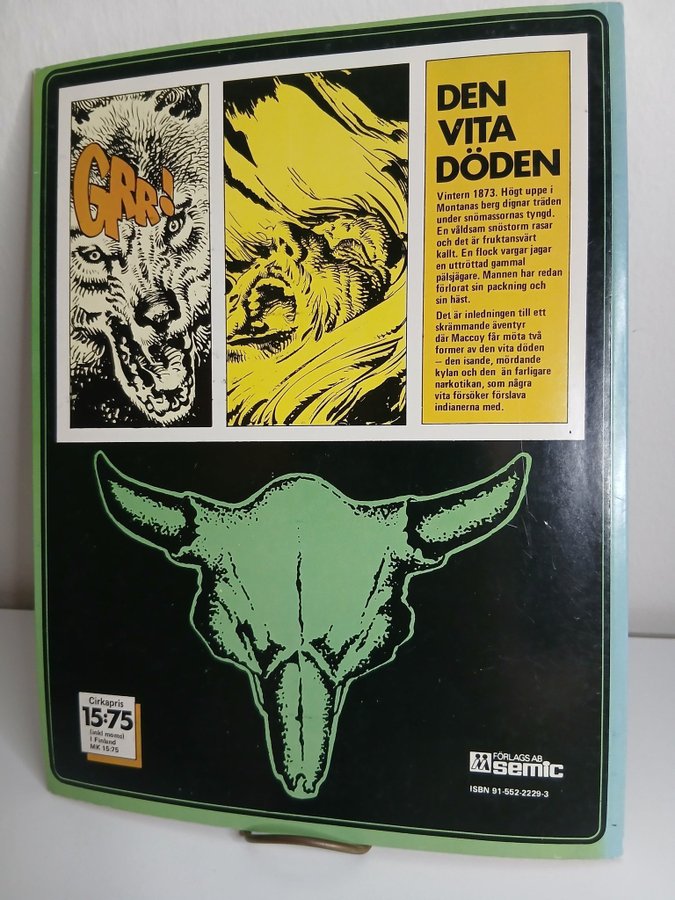 GRR!
DEN
VITA
DÖDEN
Vintern 1873. Högt uppe i
Montanas berg dignar träden
under snömassornas tyngd.
En våldsam snöstorm rasar
och det är fruktansvärt
kallt. En flock vargar jagar
en uttröttad gammal
pälsjägare. Mannen har redan
förlorat sin packning och
sin häst.
Det är inledningen till ett
skrämmande äventyr
där Maccoy får möta två
former av den vita döden
– den isande, mördande
kylan och den än farligare
narkotikan, som några
vita försöker förslava
indianerna med.
Cirkapris
15:75
(inkl moms)
I Finland
MK 15:75
FÖRLAGS AB
semic
ISBN 91-552-2229-3